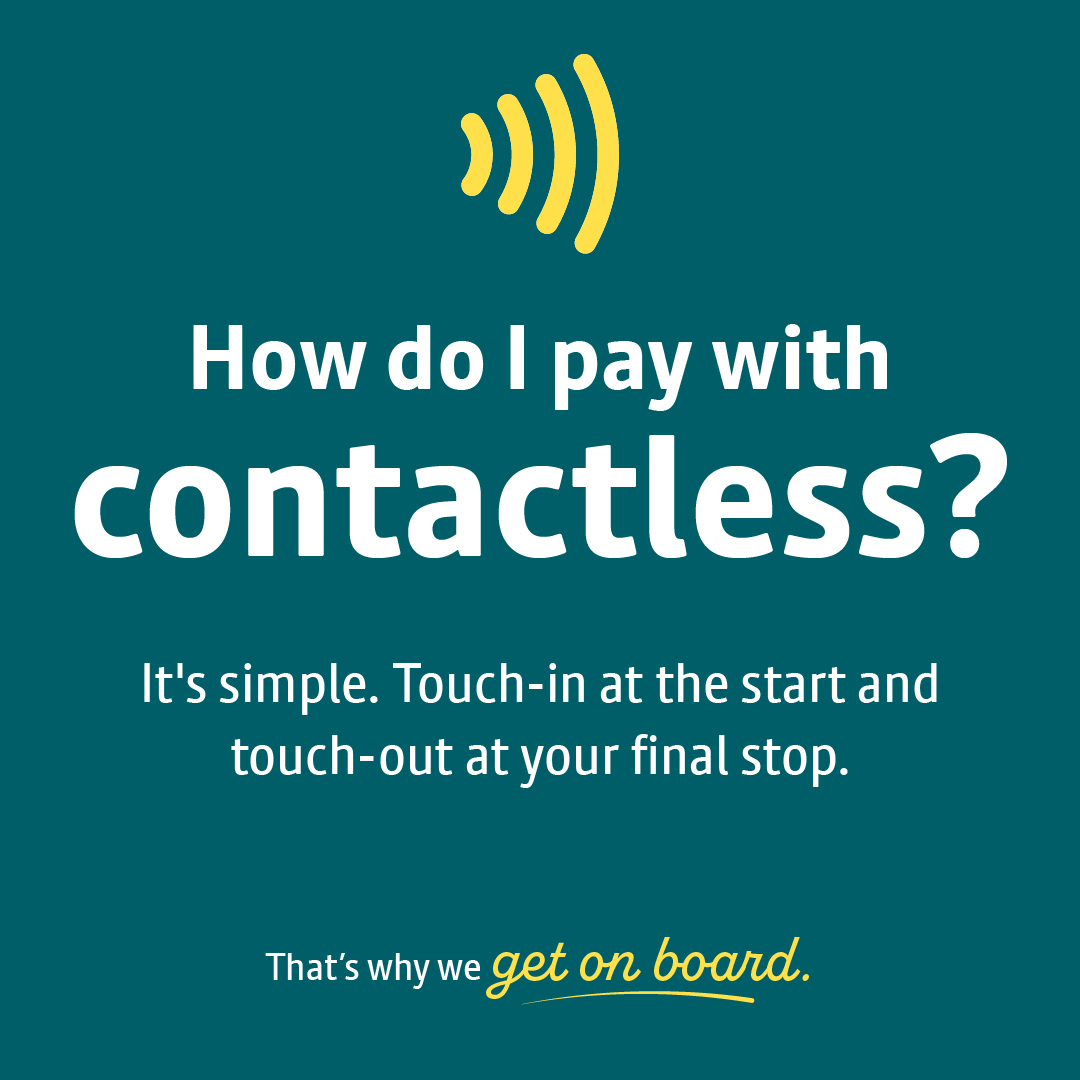 How do I pay with
contactless?
It's simple. Touch-in at the start and
touch-out at your final stop.
That’s why we get on board.